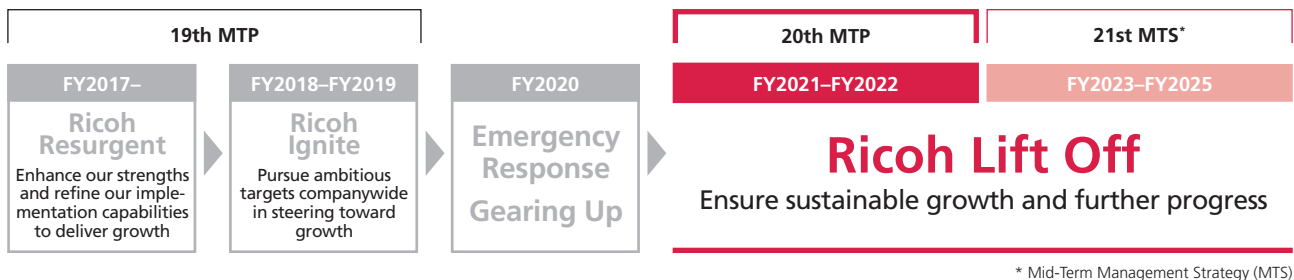 19th MTP
20th MTP
21st MTS*
FY2017–
FY2018–FY2019
FY2020
FY2021–FY2022
FY2023–FY2025
Ricoh
Resurgent
Enhance our strengths
and refine our imple-
mentation capabilities
to deliver growth
Ricoh
Ignite
Pursue ambitious
targets companywide
in steering toward
growth
Emergency
Response
Gearing Up
Ricoh Lift Off
Ensure sustainable growth and further progress
* Mid-Term Management Strategy (MTS)